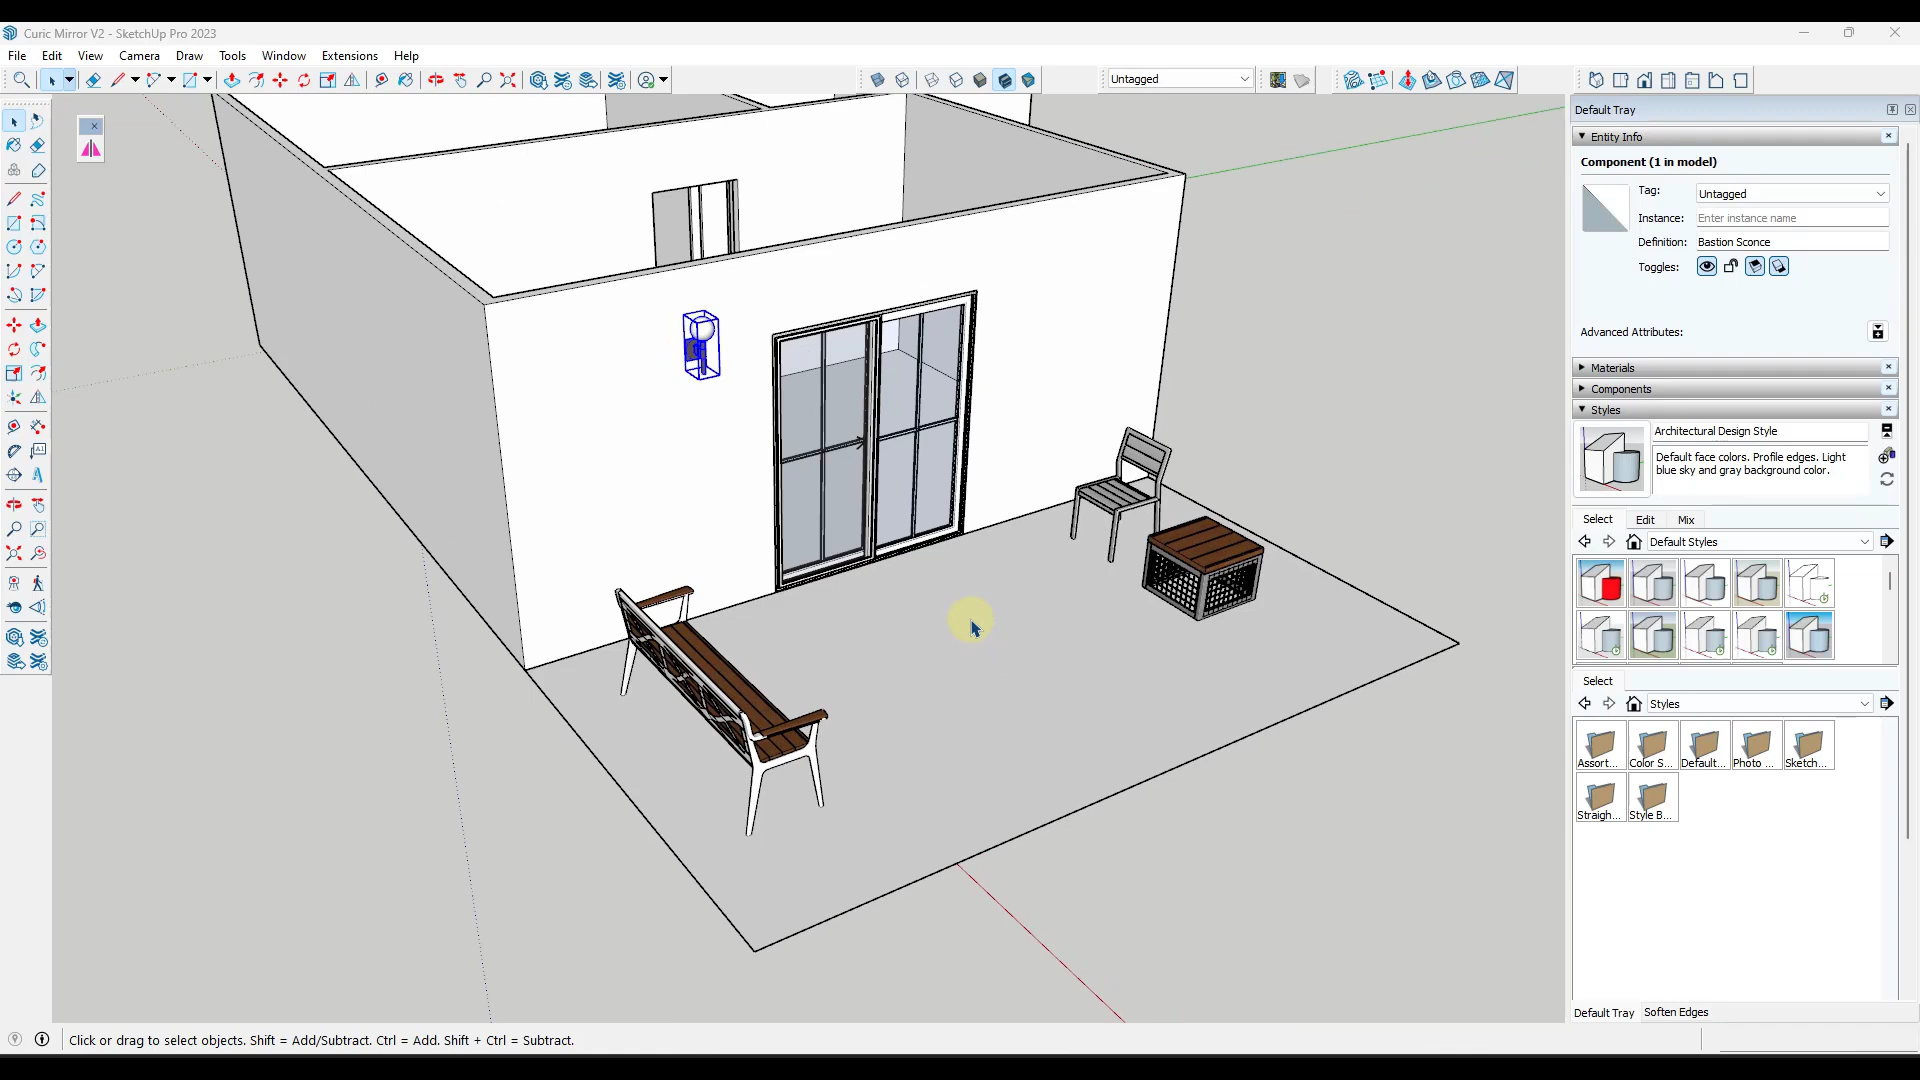 Curic Mirror V2 - SketchUp Pro 2023
File Edit View Camera Draw Tools Window Extensions Help
Untagged
Default Tray
Entity Info
Component (1 in model)
Tag: Untagged
Instance: Enter instance name
Definition: Bastion Sconce
Toggles:
Advanced Attributes:
Materials
Components
Styles
Architectural Design Style
Default face colors. Profile edges. Light
blue sky and gray background color.
Select Edit Mix
Default Styles
Select
Styles
Assort... Color S... Default... Photo ... Sketch...
Straigh... Style B...
Default Tray Soften Edges
Click or drag to select objects. Shift = Add/Subtract. Ctrl = Add. Shift + Ctrl = Subtract.